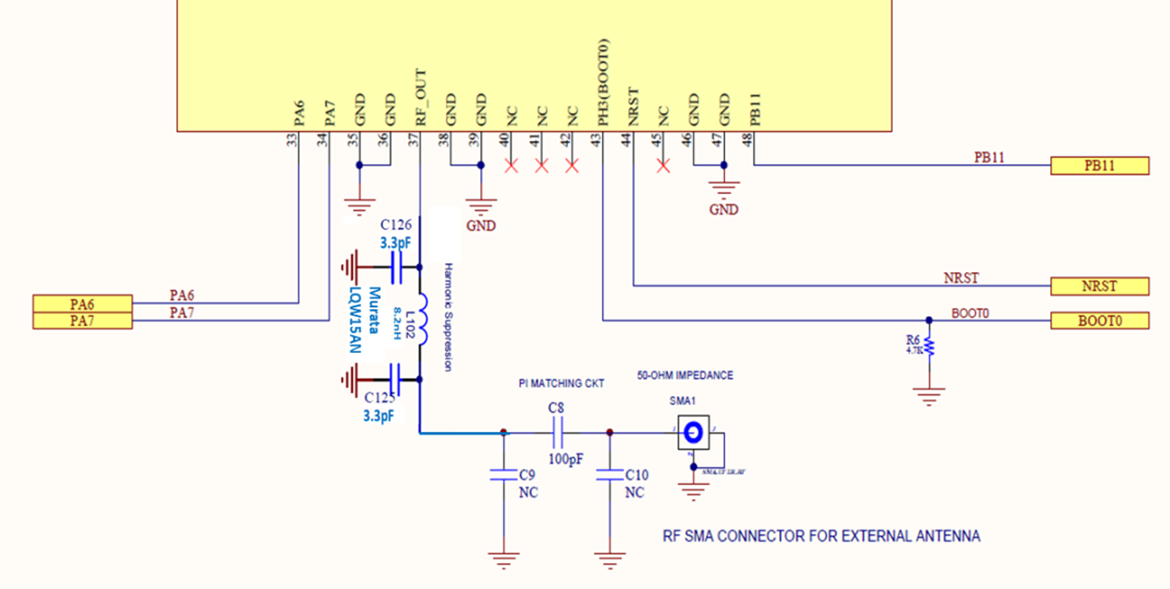 PA6
PA7
GND
GND
RF_OUT
GND
GND
NC
NC
NC
PH3(BOOT0)
NRST
NC
GND
GND
PB11
33
34
35
36
37
38
39
40
41
42
43
44
45
46
47
48
PB11
PB11
GND
GND
C126
3.3pF
Harmonic Suppression
L102
8.2nH
Murata
LQW15AN
NRST
NRST
PA6
PA6
PA7
PA7
BOOT0
BOOT0
R6
4.7K
C125
3.3pF
PI MATCHING CKT
50-OHM IMPEDANCE
SMA1
C8
100pF
C9
NC
C10
NC
RF SMA CONNECTOR FOR EXTERNAL ANTENNA